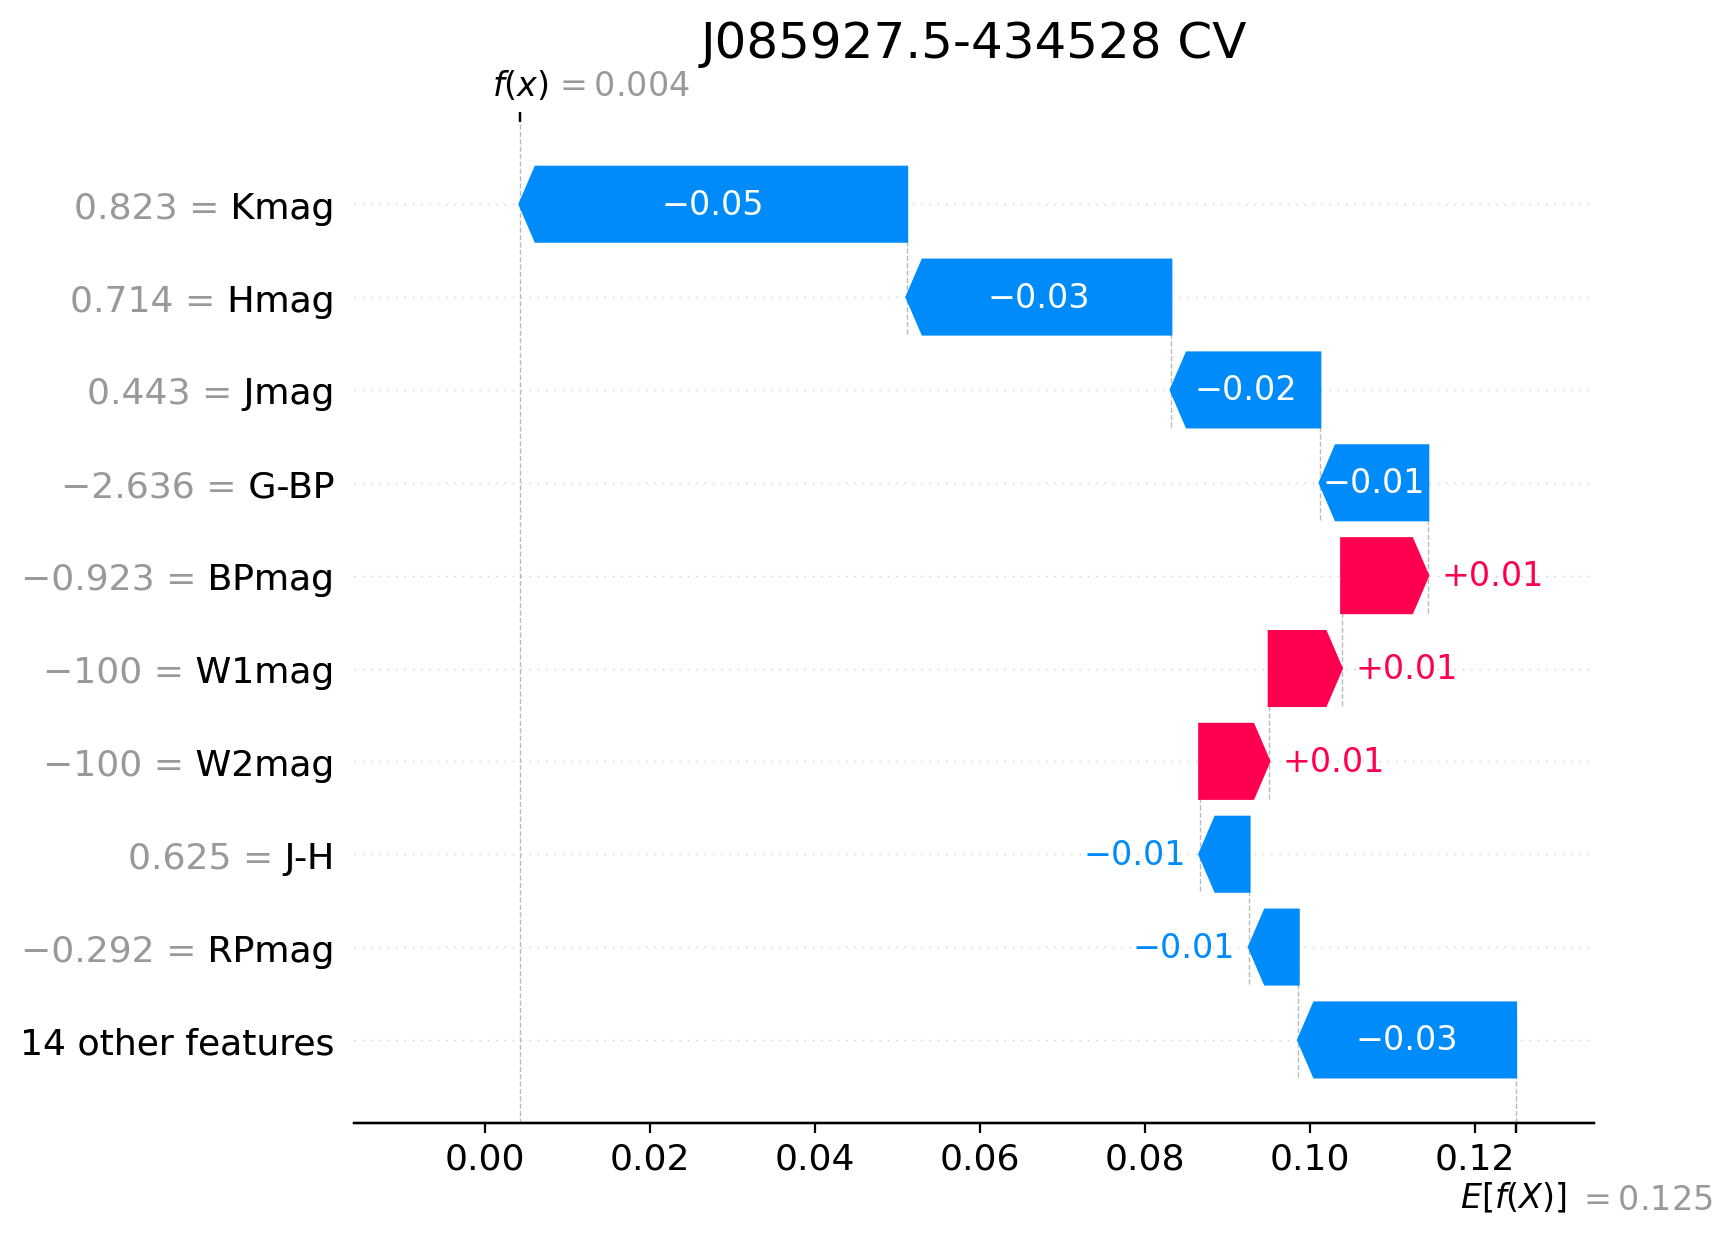 J085927.5-434528 CV
f(x) = 0.004
0.823 = Kmag
−0.05
0.714 = Hmag
−0.03
0.443 = Jmag
−0.02
−2.636 = G-BP
−0.01
−0.923 = BPmag
+0.01
−100 = W1mag
+0.01
−100 = W2mag
+0.01
0.625 = J-H
−0.01
−0.292 = RPmag
−0.01
14 other features
−0.03
0.00 0.02 0.04 0.06 0.08 0.10 0.12
E[f(X)] = 0.125